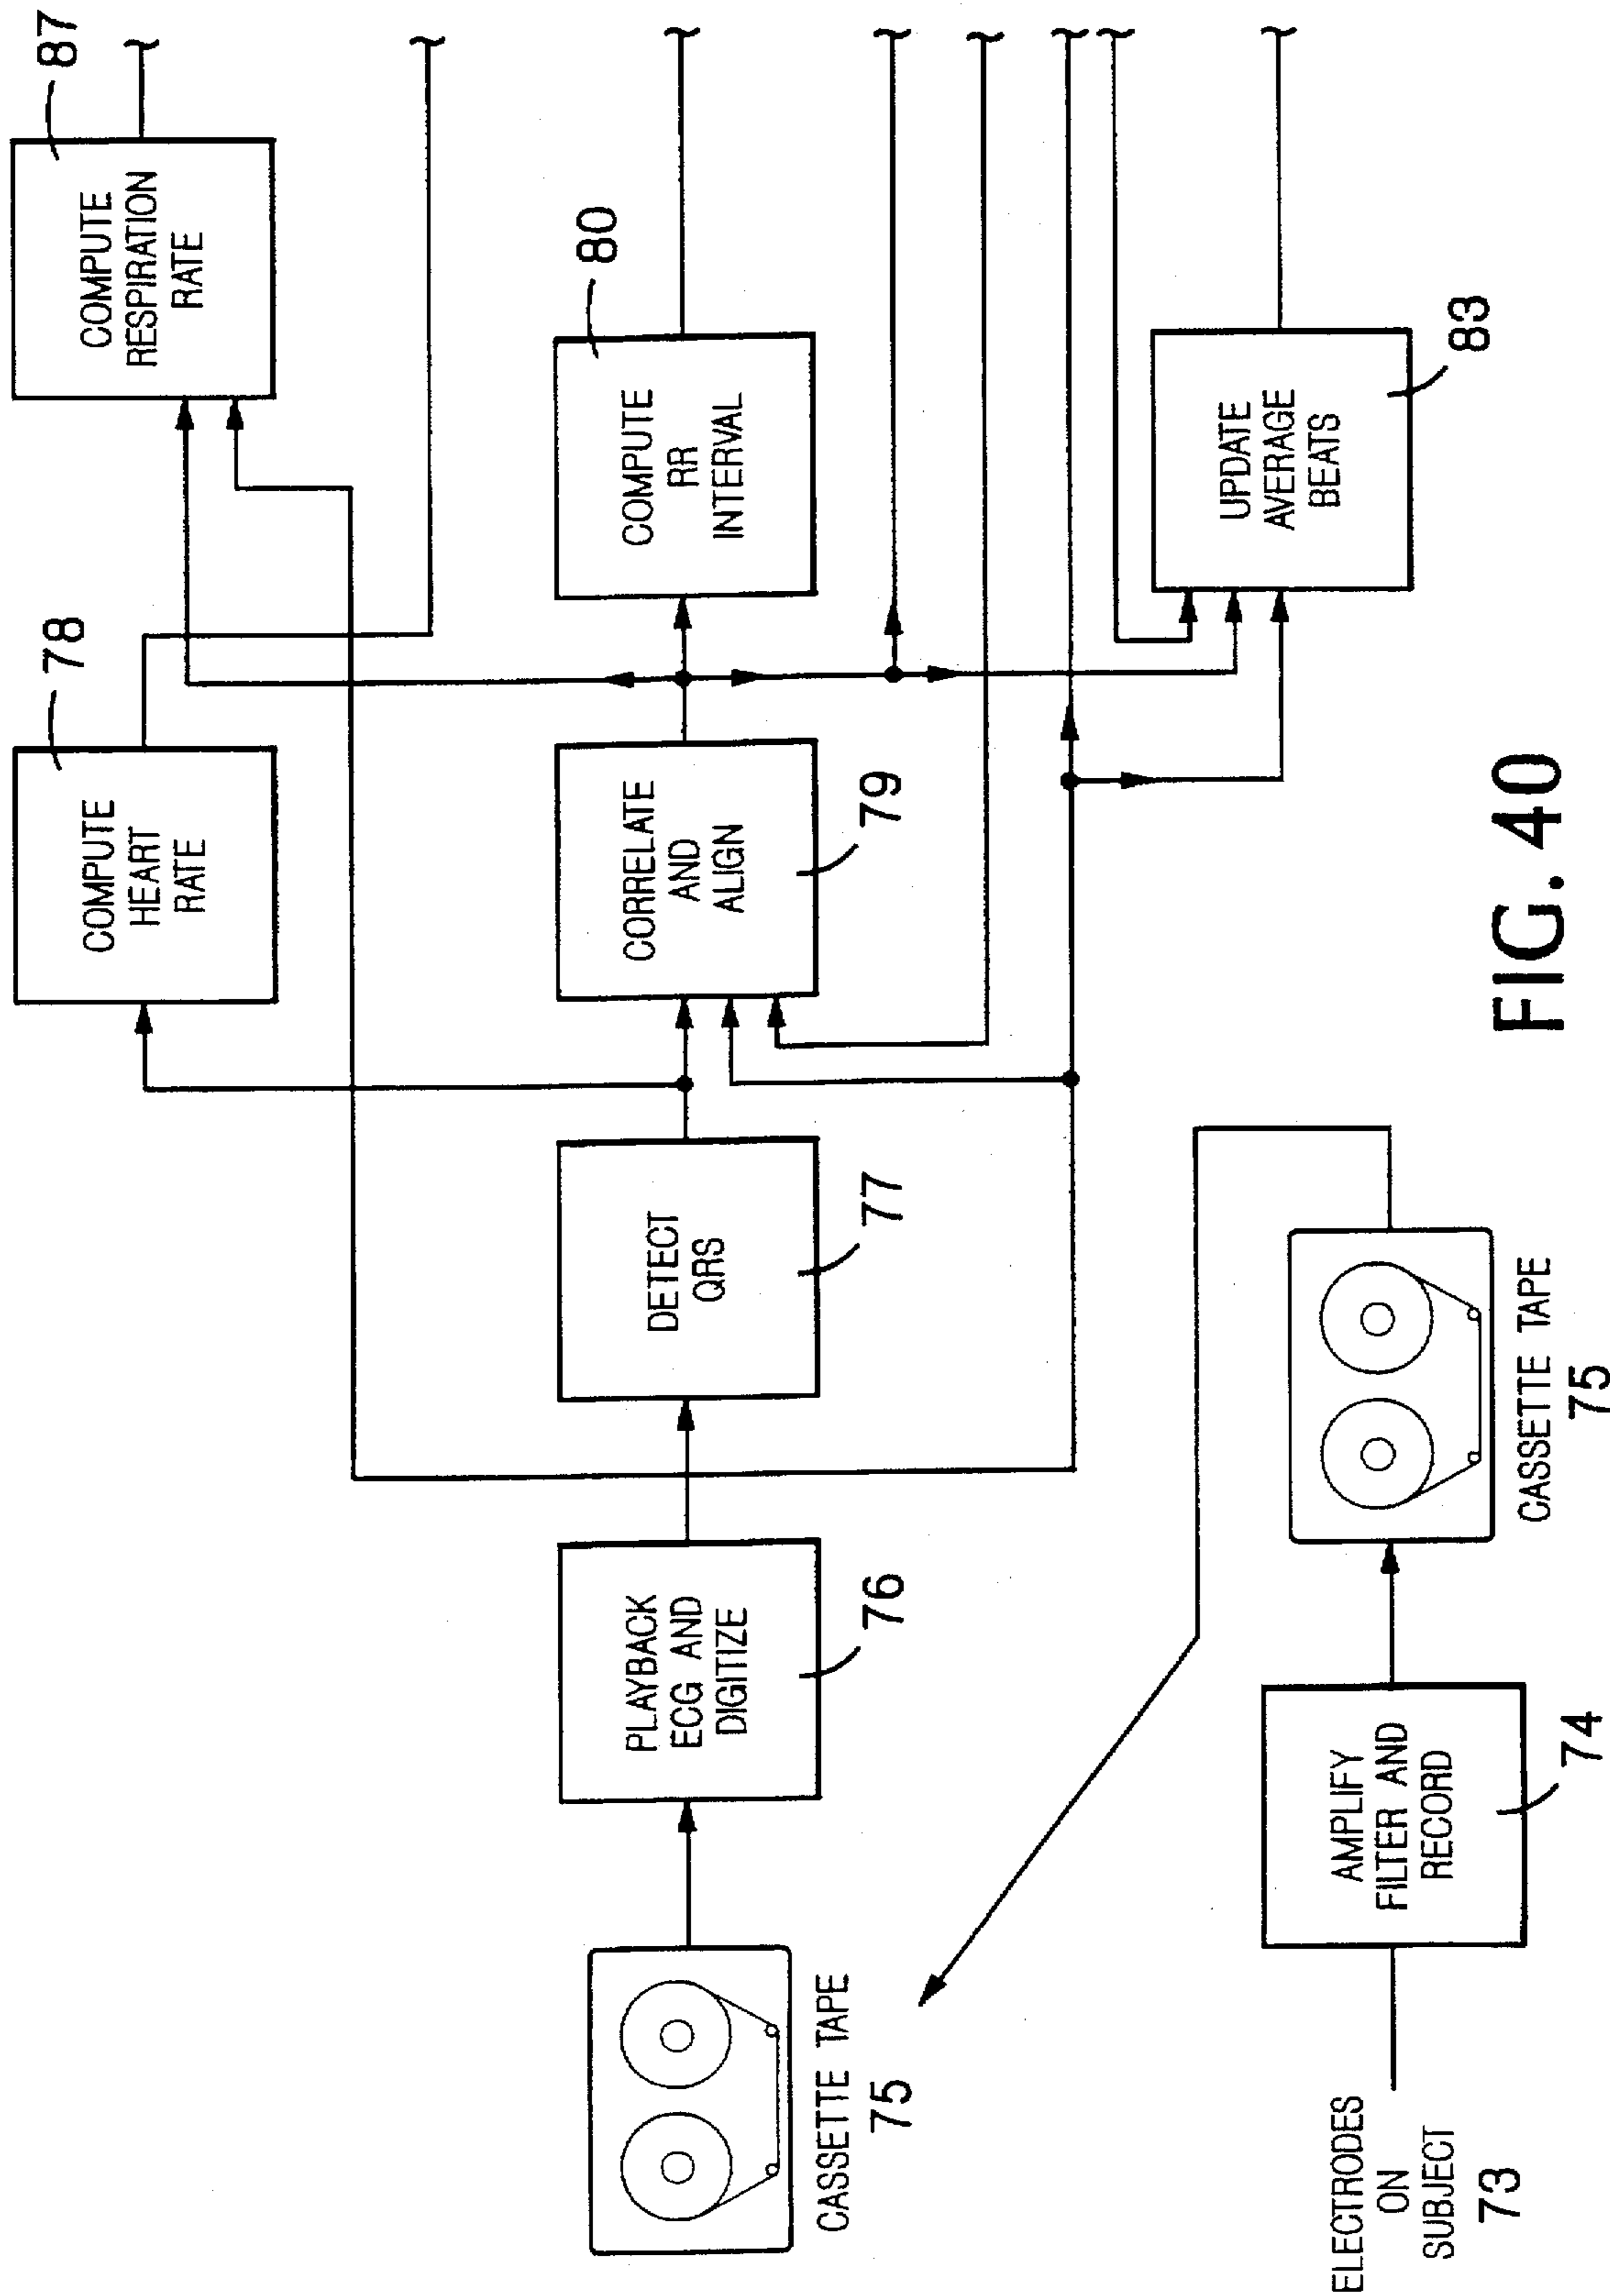 COMPUTE
HEART
RATE
78
COMPUTE
RESPIRATION
RATE
87
CASSETTE TAPE
75
PLAYBACK
ECG AND
DIGITIZE
76
DETECT
QRS
77
CORRELATE
AND
ALIGN
79
COMPUTE
RR
INTERVAL
80
ELECTRODES
ON
SUBJECT
73
AMPLIFY
FILTER AND
RECORD
74
CASSETTE TAPE
75
UPDATE
AVERAGE
BEATS
83
FIG. 40